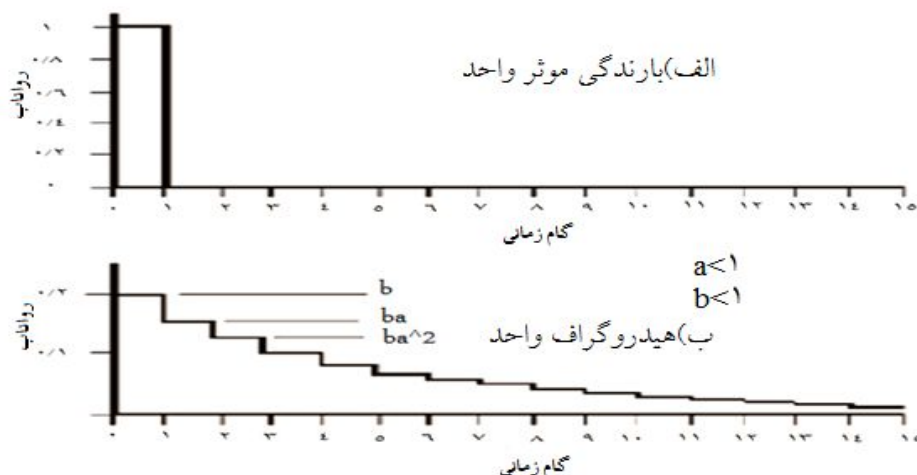 ۱
۰/۸
۰/۶
۰/۴
۰/۲
۰
رواناب
الف)بارندگی موثر واحد
۰ ۱ ۲ ۳ ۴ ۵ ۶ ۷ ۸ ۹ ۱۰ ۱۱ ۱۲ ۱۳ ۱۴ ۱۵
گام زمانی
a<۱
b<۱
۰/۲
۰/۱
رواناب
b
ba
ba^2
ب)هیدروگراف واحد
۰ ۱ ۲ ۳ ۴ ۵ ۶ ۷ ۸ ۹ ۱۰ ۱۱ ۱۲ ۱۳ ۱۴ ۱۵
گام زمانی